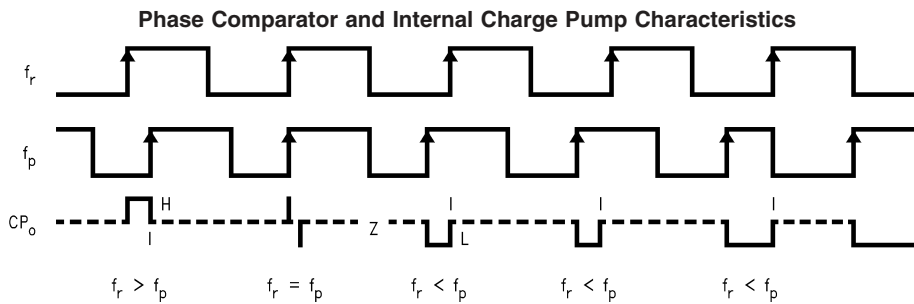 Phase Comparator and Internal Charge Pump Characteristics
fr
fp
CPo
H
I
Z
I
L
I
I
fr > fp
fr = fp
fr < fp
fr < fp
fr < fp